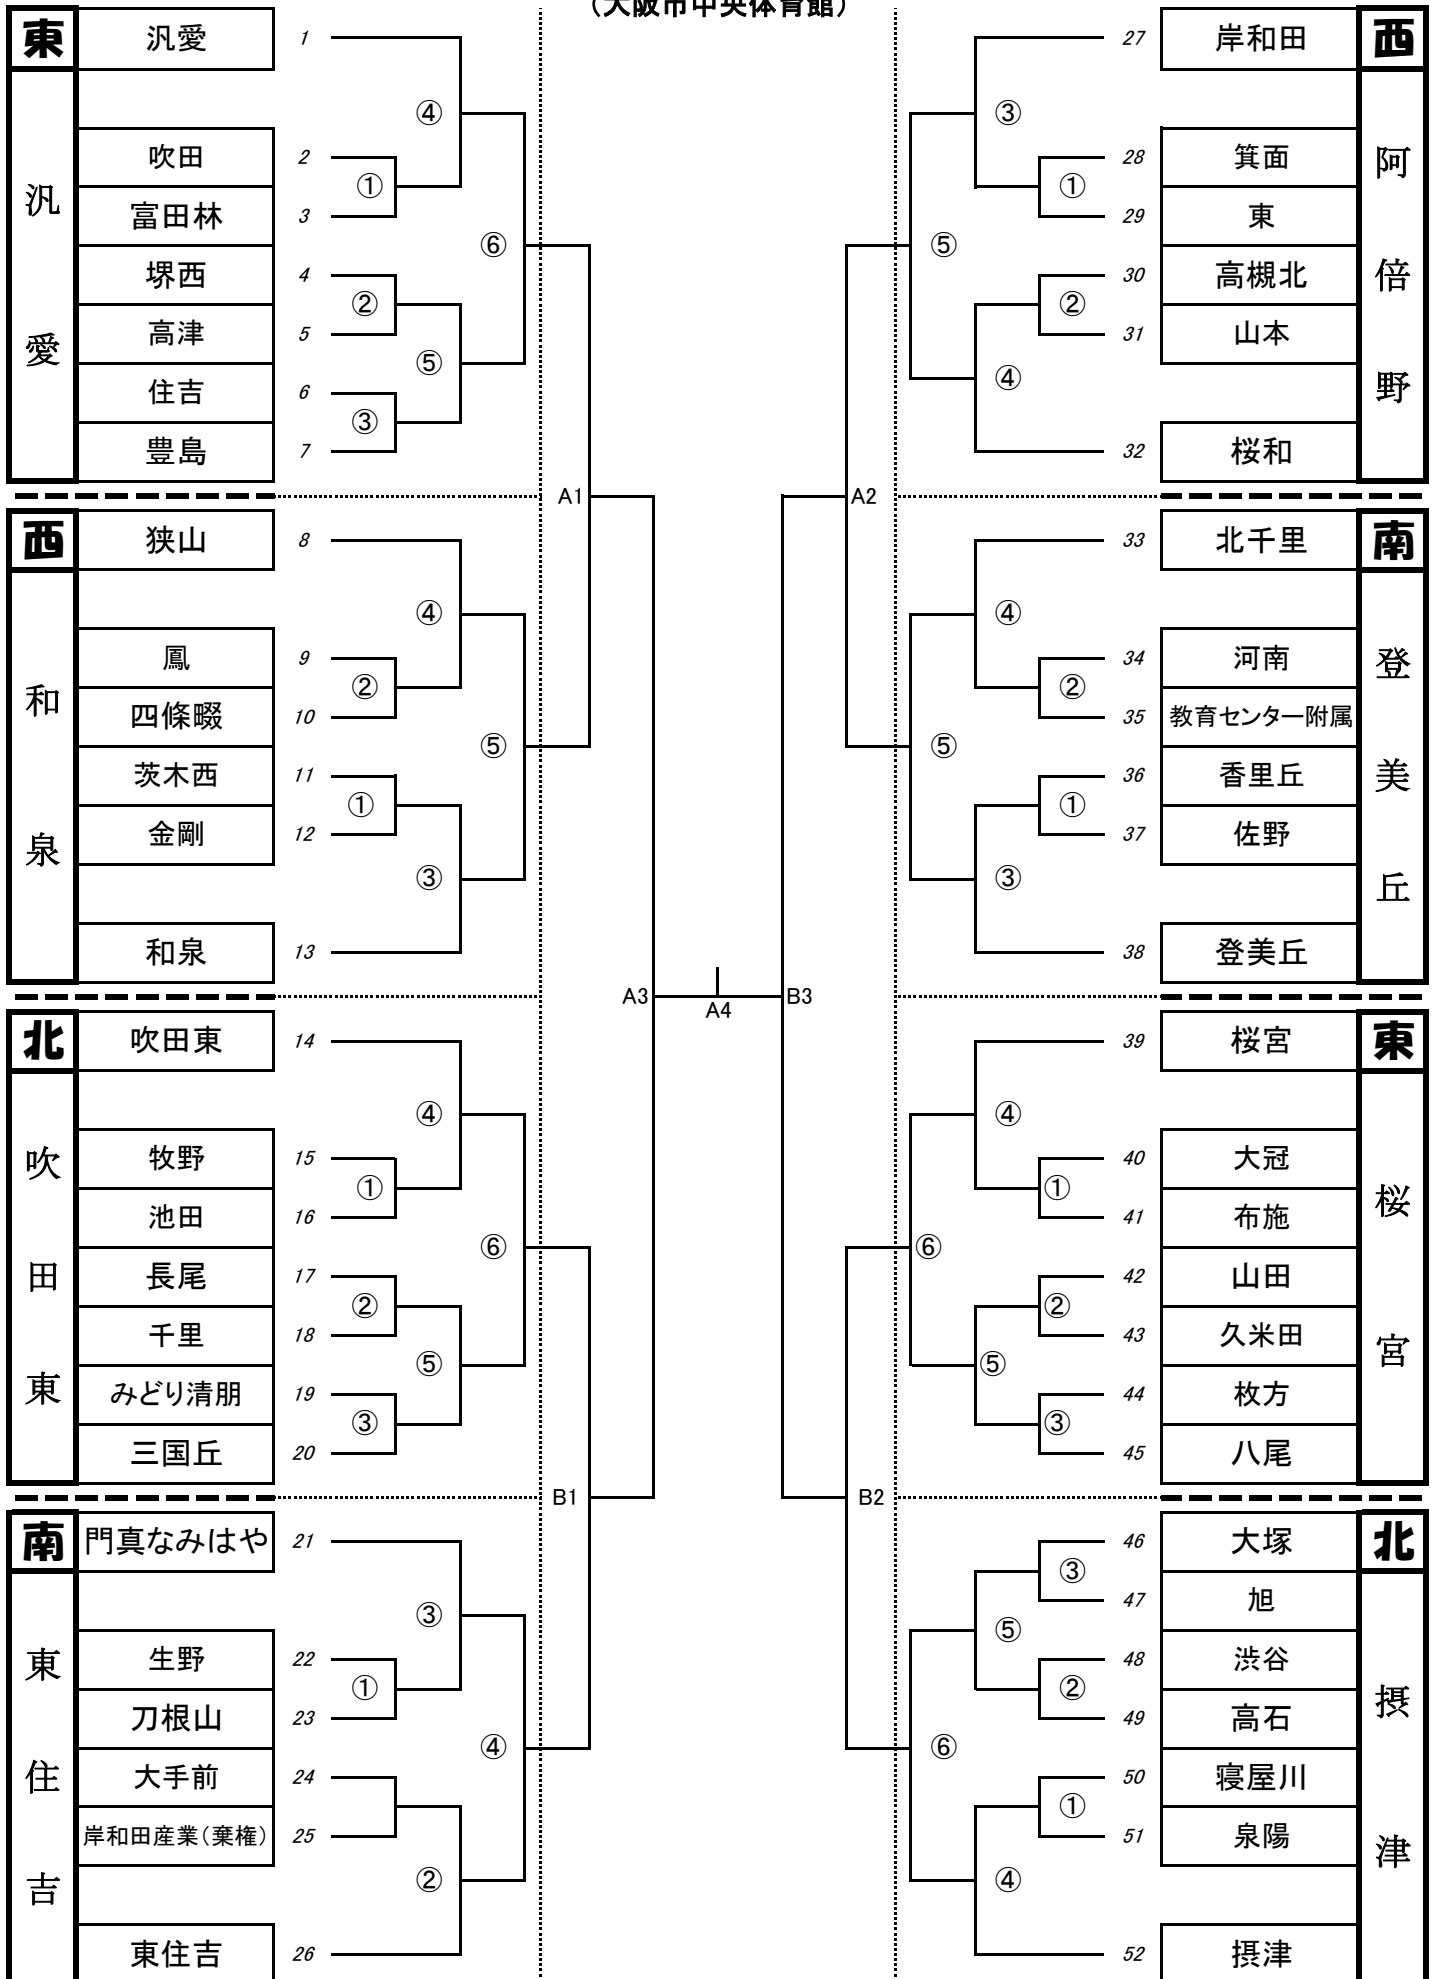 (大阪市中央体育館)
東
汎愛
汎愛 1
吹田 2
富田林 3
堺西 4
高津 5
住吉 6
豊島 7
④
①
⑥
②
⑤
③
西
和泉
狭山 8
鳳 9
四條畷 10
茨木西 11
金剛 12
和泉 13
④
②
⑤
①
③
北
吹田東
吹田東 14
牧野 15
池田 16
長尾 17
千里 18
みどり清朋 19
三国丘 20
④
①
⑥
②
⑤
③
南
東住吉
門真なみはや 21
生野 22
刀根山 23
大手前 24
岸和田産業(棄権) 25
東住吉 26
③
①
④
②
A1
A3
B1
A4
A2
B3
B2
西
阿倍野
27 岸和田
28 箕面
29 東
30 高槻北
31 山本
32 桜和
③
①
⑤
②
④
南
登美丘
33 北千里
34 河南
35 教育センター附属
36 香里丘
37 佐野
38 登美丘
④
②
⑤
①
③
東
桜宮
39 桜宮
40 大冠
41 布施
42 山田
43 久米田
44 枚方
45 八尾
④
①
⑥
②
⑤
③
北
摂津
46 大塚
47 旭
48 渋谷
49 高石
50 寝屋川
51 泉陽
52 摂津
③
⑤
②
⑥
①
④